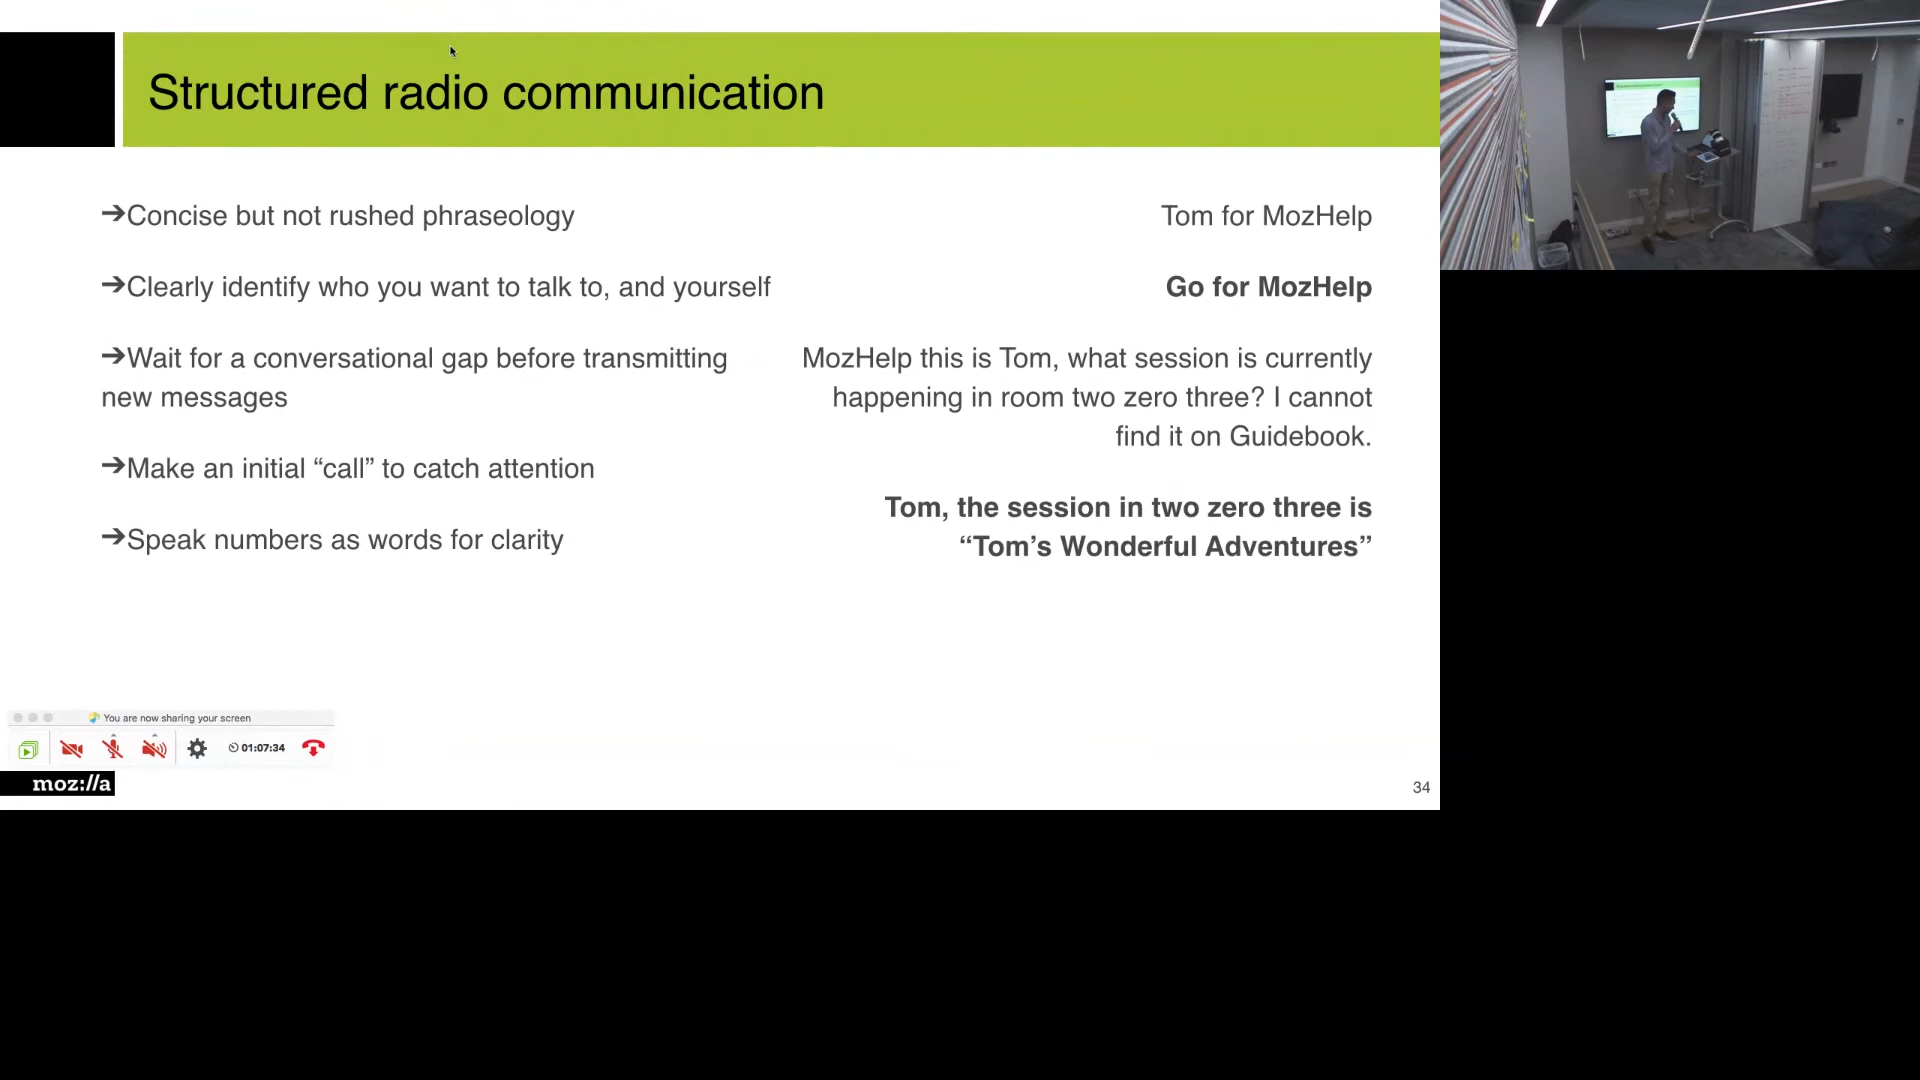 Structured radio communication
➔Concise but not rushed phraseology
➔Clearly identify who you want to talk to, and yourself
➔Wait for a conversational gap before transmitting
new messages
➔Make an initial “call” to catch attention
➔Speak numbers as words for clarity
Tom for MozHelp
Go for MozHelp
MozHelp this is Tom, what session is currently
happening in room two zero three? I cannot
find it on Guidebook.
Tom, the session in two zero three is
“Tom’s Wonderful Adventures”
You are now sharing your screen
01:07:34
moz://a
34